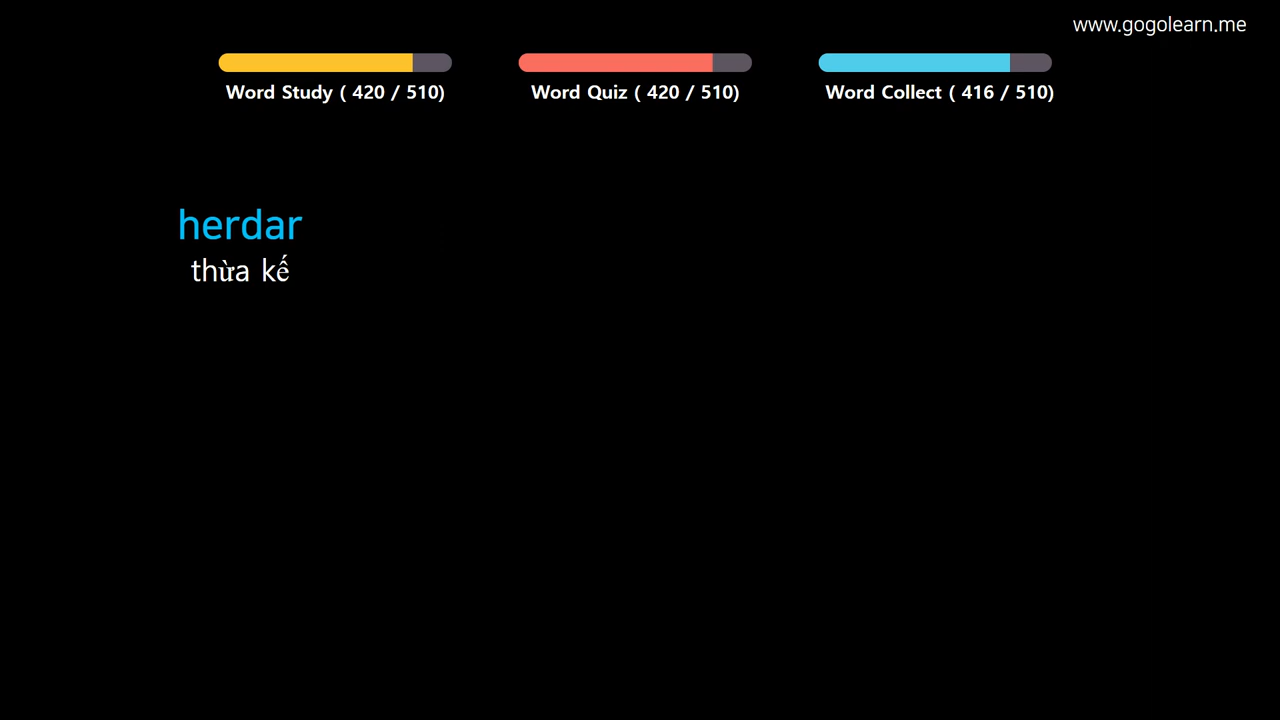 www.gogolearn.me
Word Study ( 420 / 510)
Word Quiz ( 420 / 510)
Word Collect ( 416 / 510)
herdar
thừa kế